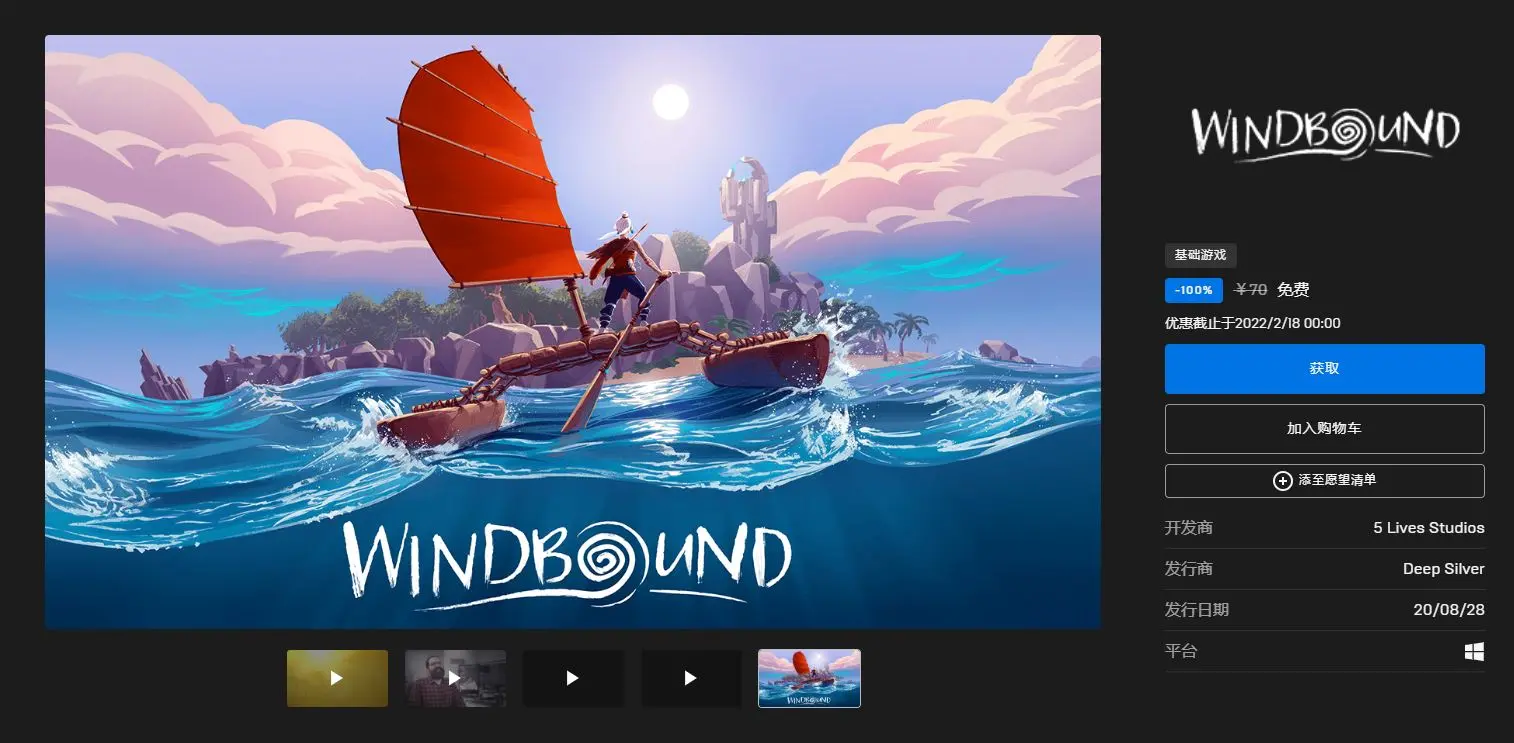 WINDBOUND
WINDBOUND
WINDBOUND
基础游戏
-100% ￥70 免费
优惠截止于2022/2/18 00:00
获取
加入购物车
添至愿望清单
开发商 5 Lives Studios
发行商 Deep Silver
发行日期 20/08/28
平台